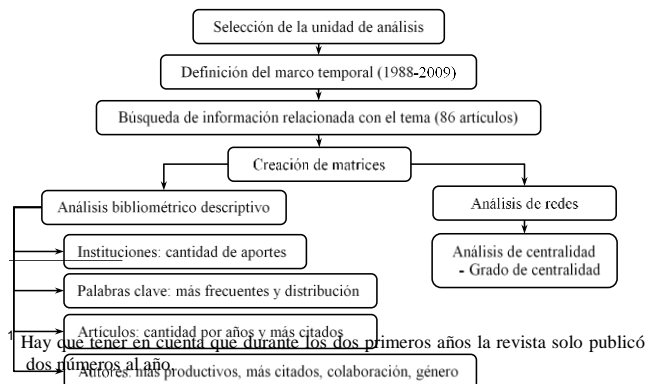 Selección de la unidad de análisis
Definición del marco temporal (1988-2009)
Búsqueda de información relacionada con el tema (86 artículos)
Creación de matrices
Análisis bibliométrico descriptivo
Análisis de redes
Instituciones: cantidad de aportes
Análisis de centralidad
- Grado de centralidad
Palabras clave: más frecuentes y distribución
Artículos: cantidad por años y más citados
1 Hay que tener en cuenta que durante los dos primeros años la revista solo publicó
dos números al año.
Autores: más productivos, más citados, colaboración, género